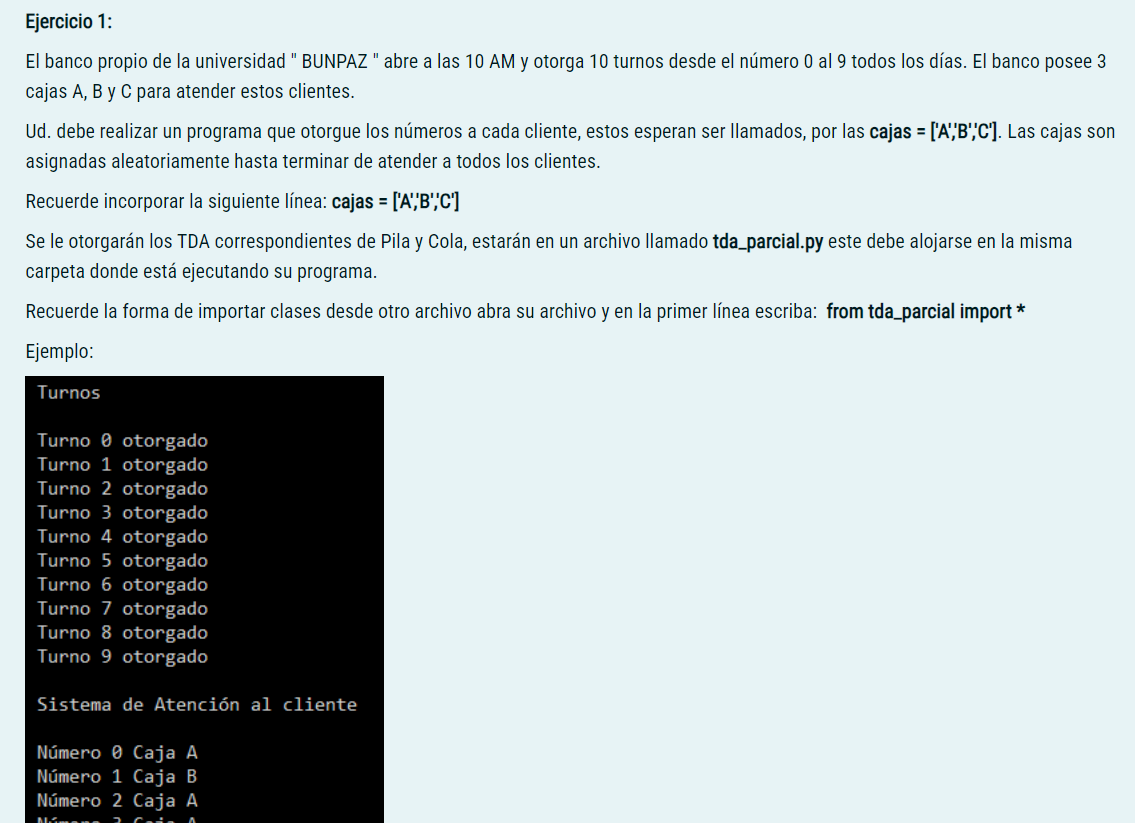 Ejercicio 1:
El banco propio de la universidad " BUNPAZ " abre a las 10 AM y otorga 10 turnos desde el número 0 al 9 todos los días. El banco posee 3
cajas A, B y C para atender estos clientes.
Ud. debe realizar un programa que otorgue los números a cada cliente, estos esperan ser llamados, por las cajas = ['A','B','C']. Las cajas son
asignadas aleatoriamente hasta terminar de atender a todos los clientes.
Recuerde incorporar la siguiente línea: cajas = ['A','B','C']
Se le otorgarán los TDA correspondientes de Pila y Cola, estarán en un archivo llamado tda_parcial.py este debe alojarse en la misma
carpeta donde está ejecutando su programa.
Recuerde la forma de importar clases desde otro archivo abra su archivo y en la primer línea escriba: from tda_parcial import *
Ejemplo:
Turnos
Turno 0 otorgado
Turno 1 otorgado
Turno 2 otorgado
Turno 3 otorgado
Turno 4 otorgado
Turno 5 otorgado
Turno 6 otorgado
Turno 7 otorgado
Turno 8 otorgado
Turno 9 otorgado
Sistema de Atención al cliente
Número 0 Caja A
Número 1 Caja B
Número 2 Caja A
Número 3 Caja A